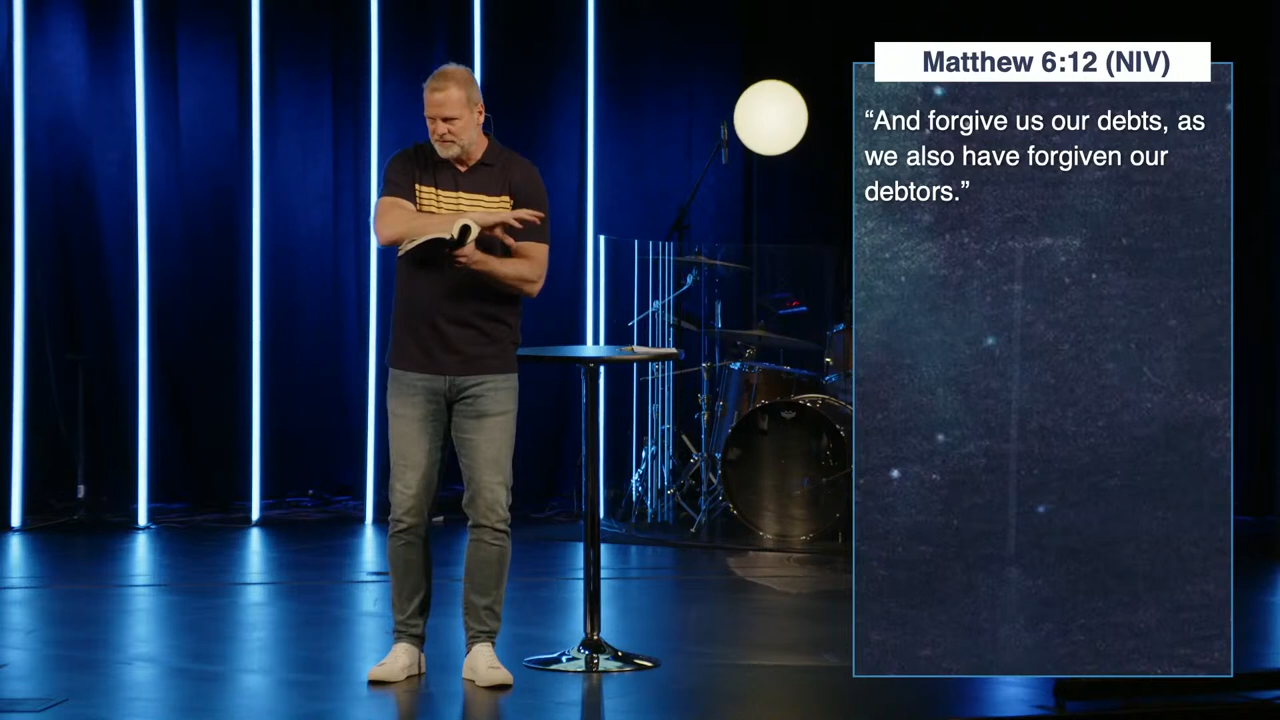 Matthew 6:12 (NIV)
“And forgive us our debts, as
we also have forgiven our
debtors.”